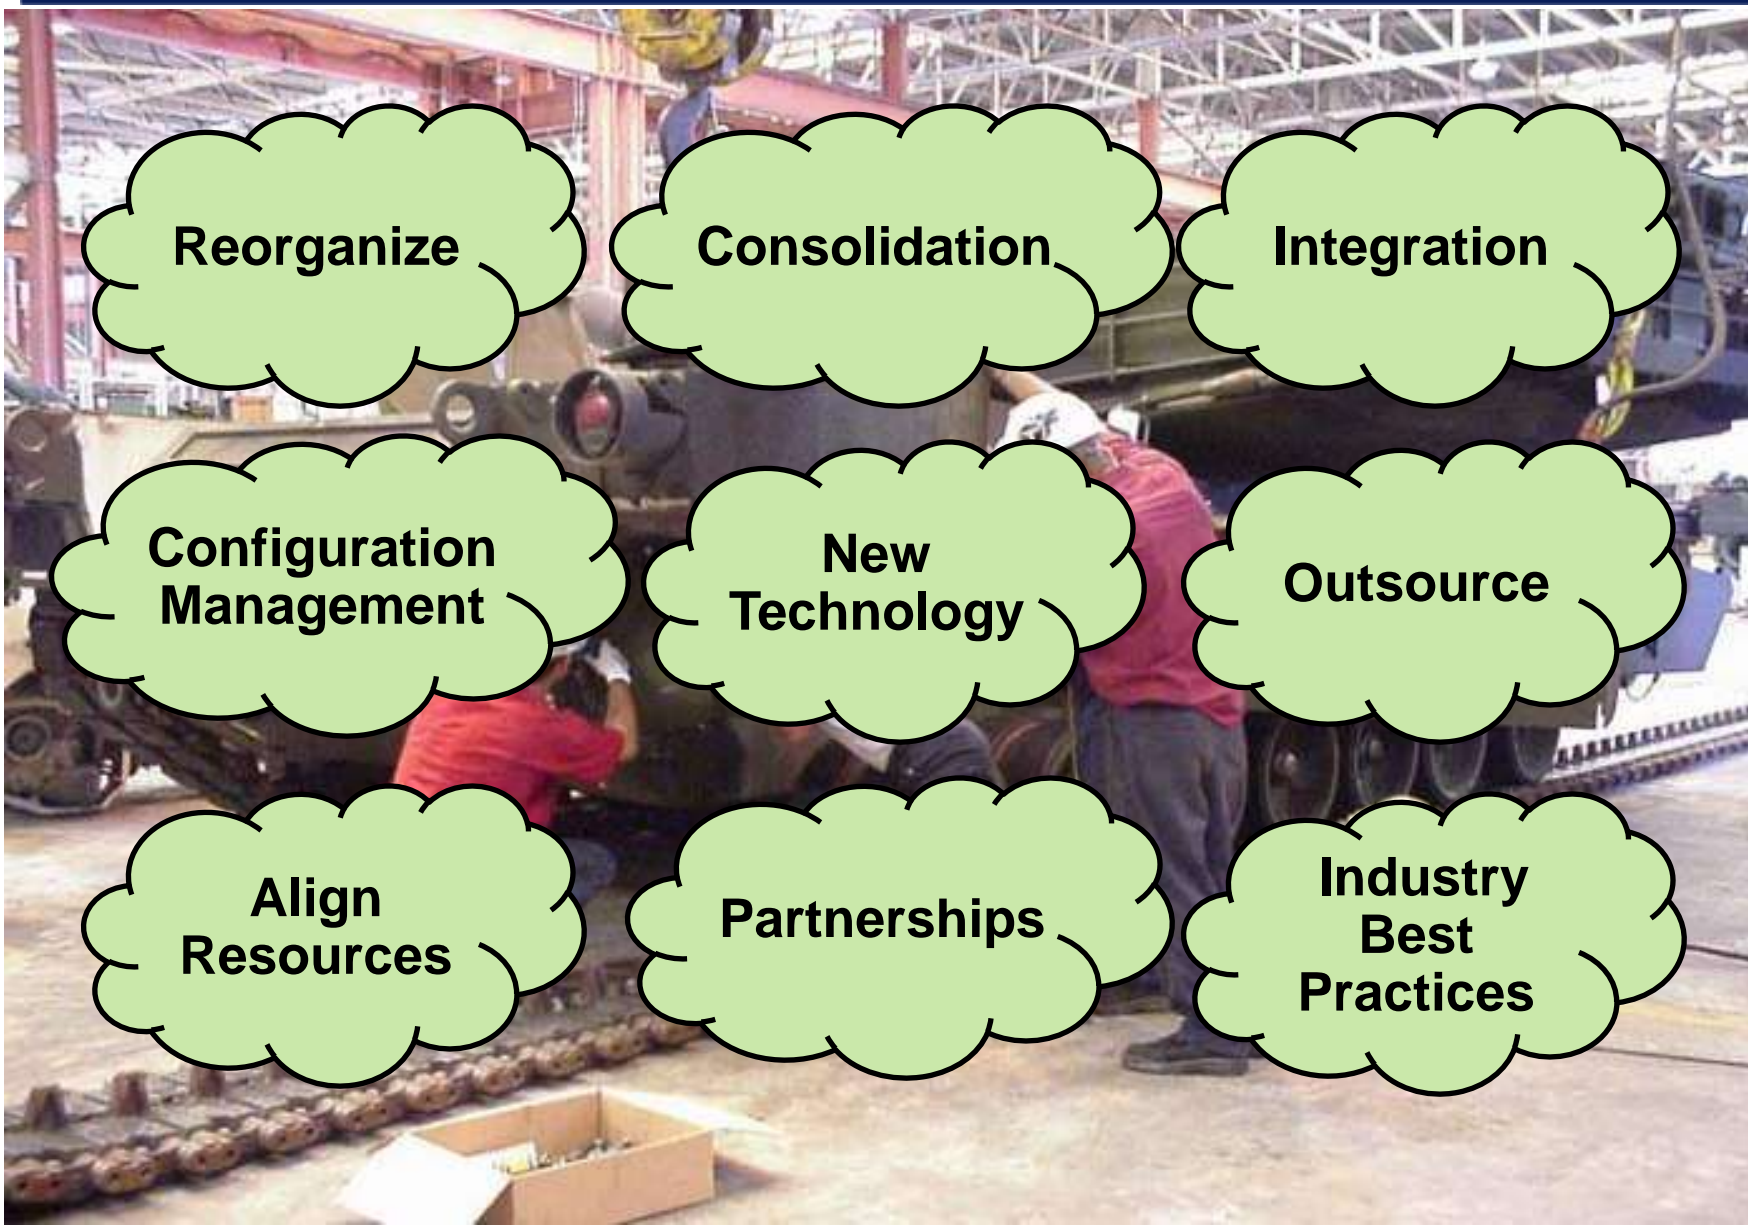 Reorganize
Consolidation
Integration
Configuration
Management
New
Technology
Outsource
Align
Resources
Partnerships
Industry
Best
Practices